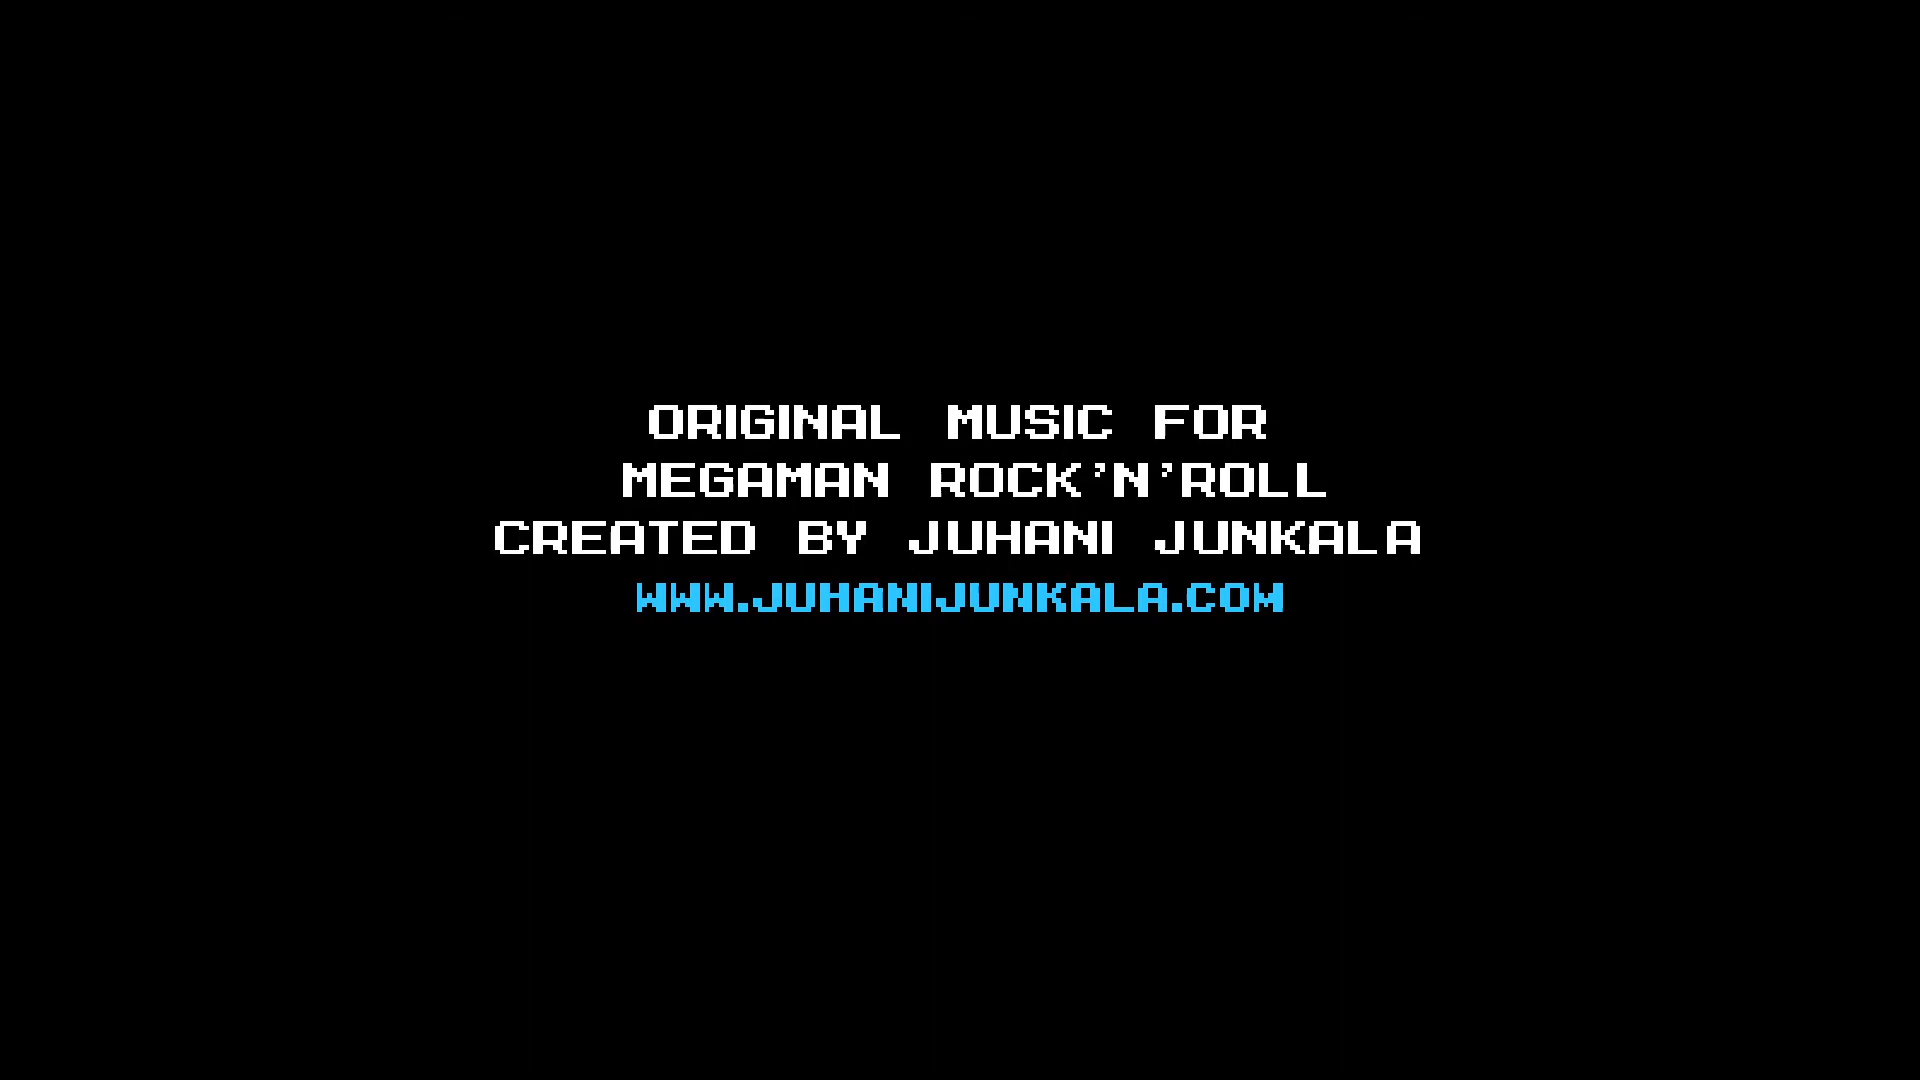 ORIGINAL MUSIC FOR
MEGAMAN ROCK'N'ROLL
CREATED BY JUHANI JUNKALA
WWW.JUHANIJUNKALA.COM